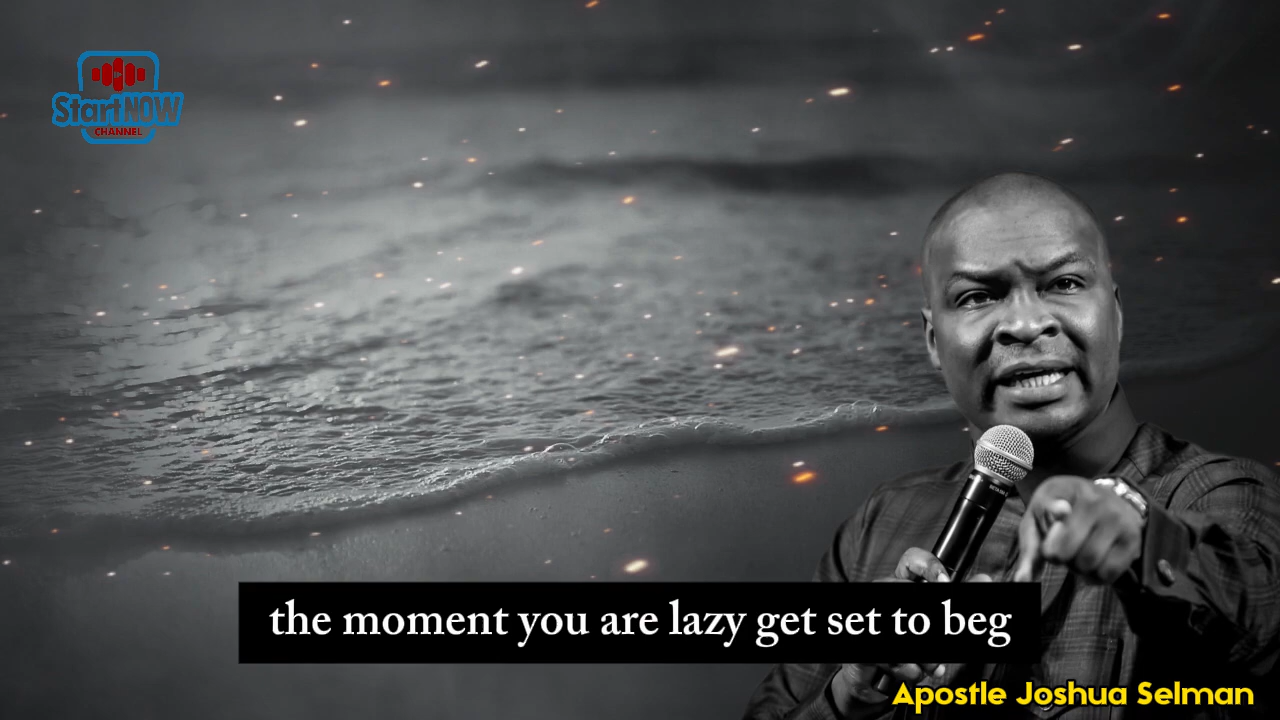 StartNOW
CHANNEL
the moment you are lazy get set to beg
Apostle Joshua Selman